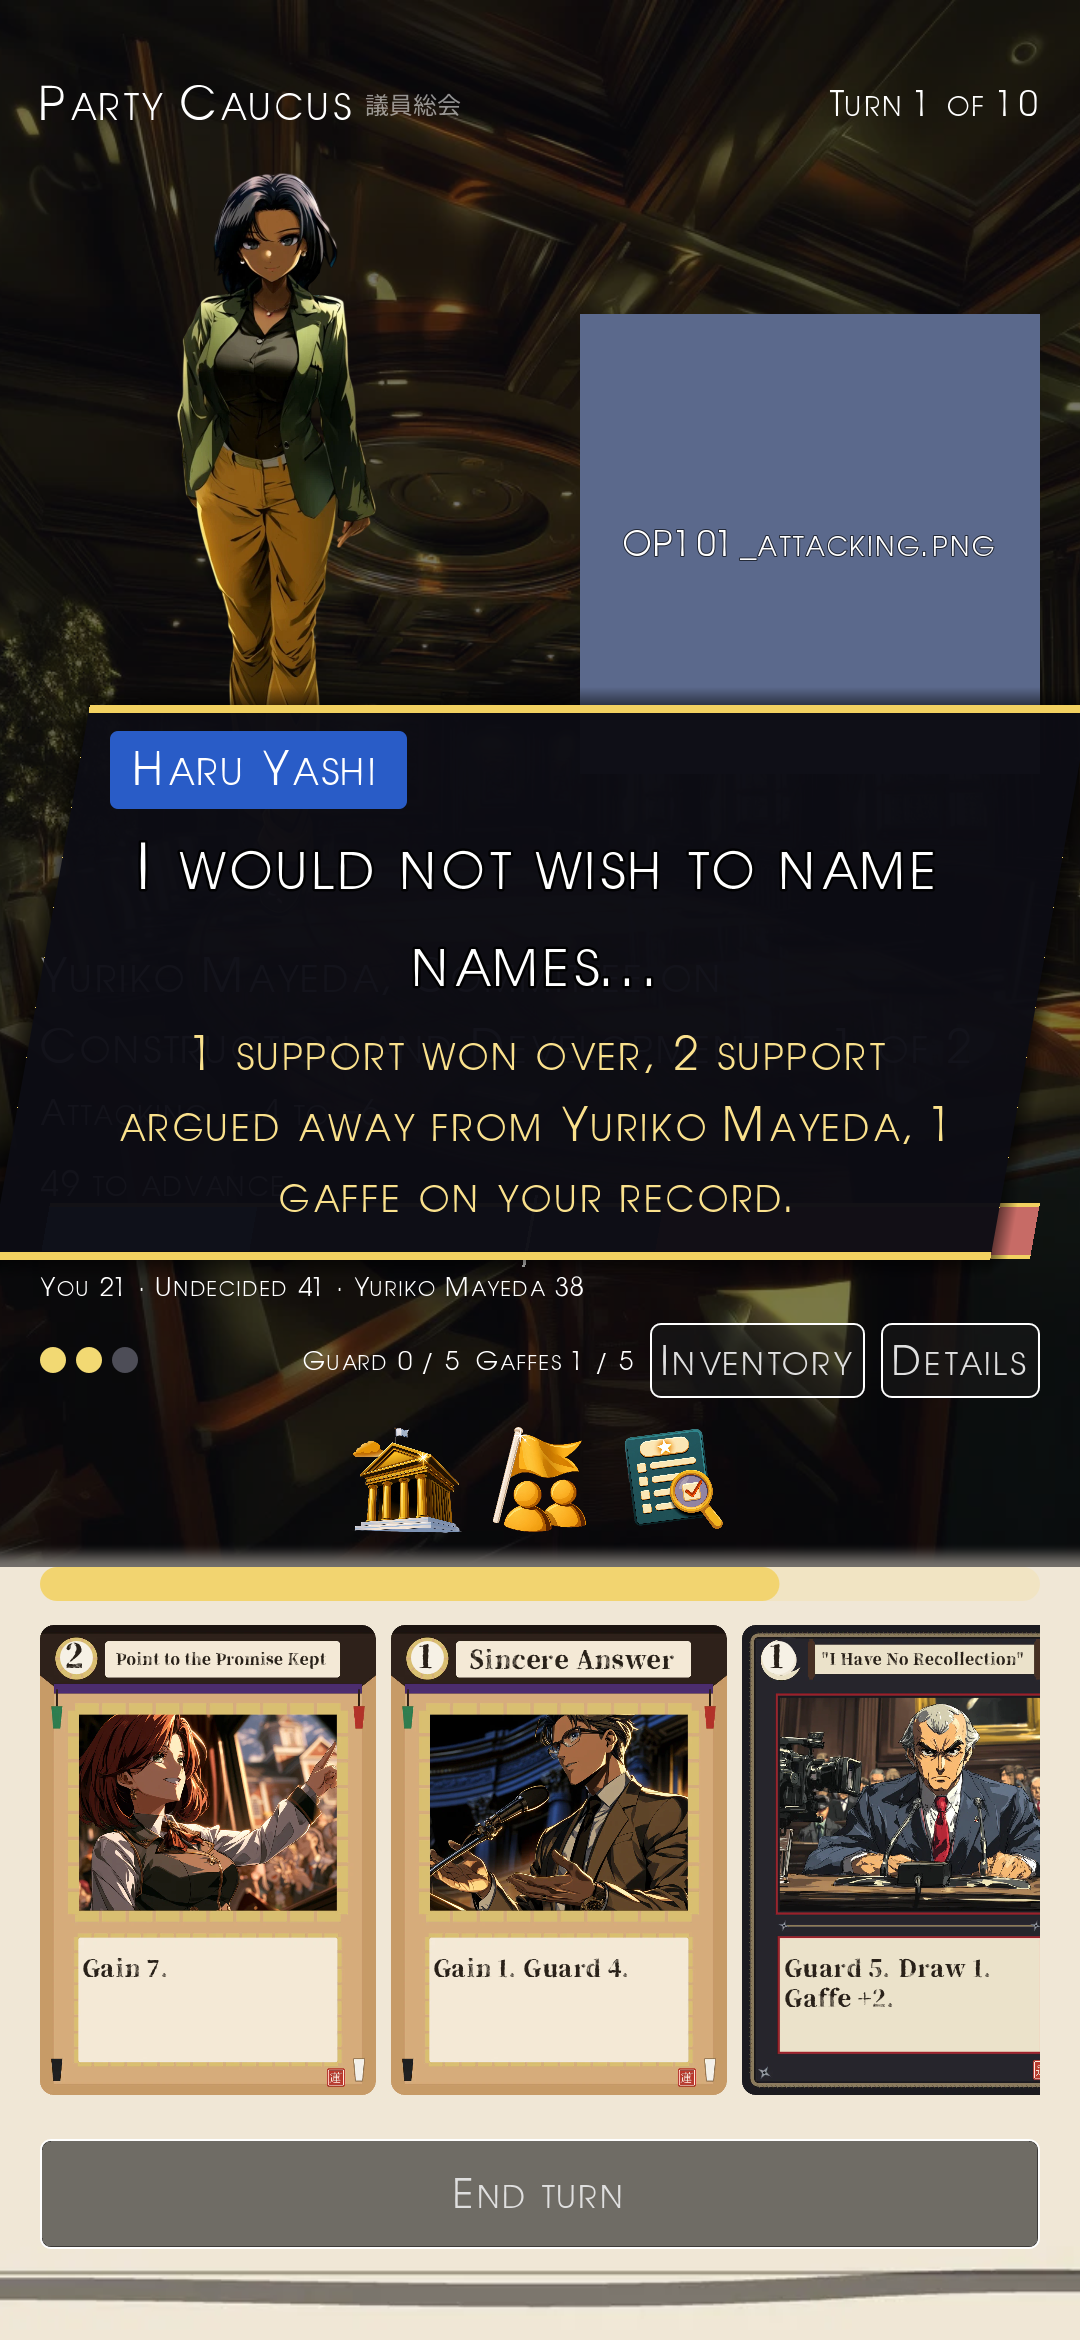 Party Caucus 議員総会
Turn 1 of 10
OP101_attacking.png
Haru Yashi
I would not wish to name
names...
1 support won over, 2 support
argued away from Yuriko Mayeda, 1
gaffe on your record.
You 21 · Undecided 41 · Yuriko Mayeda 38
Guard 0 / 5 Gaffes 1 / 5
Inventory
Details
2 Point to the Promise Kept
1 Sincere Answer
1 "I Have No Recollection"
Gain 7.
Gain 1. Guard 4.
Guard 5. Draw 1.
Gaffe +2.
End turn